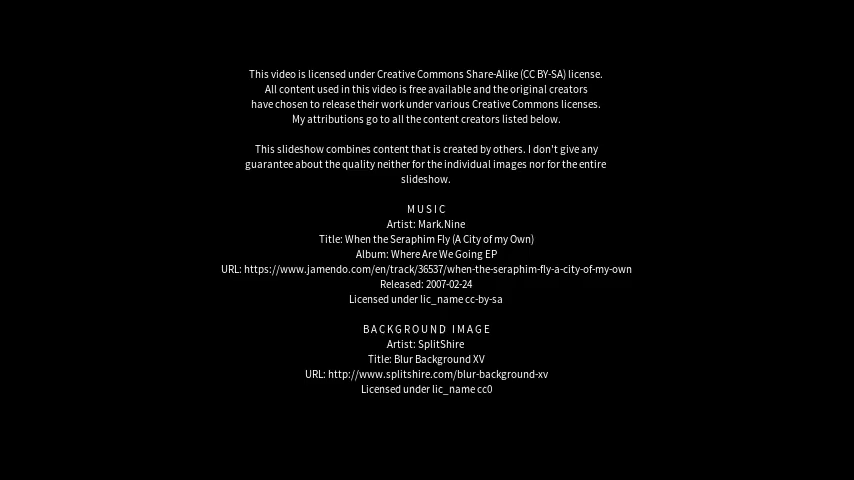 This video is licensed under Creative Commons Share-Alike (CC BY-SA) license.
All content used in this video is free available and the original creators
have chosen to release their work under various Creative Commons licenses.
My attributions go to all the content creators listed below.
This slideshow combines content that is created by others. I don't give any
guarantee about the quality neither for the individual images nor for the entire
slideshow.
MUSIC
Artist: Mark.Nine
Title: When the Seraphim Fly (A City of my Own)
Album: Where Are We Going EP
URL: https://www.jamendo.com/en/track/36537/when-the-seraphim-fly-a-city-of-my-own
Released: 2007-02-24
Licensed under lic_name cc-by-sa
BACKGROUND IMAGE
Artist: SplitShire
Title: Blur Background XV
URL: http://www.splitshire.com/blur-background-xv
Licensed under lic_name cc0